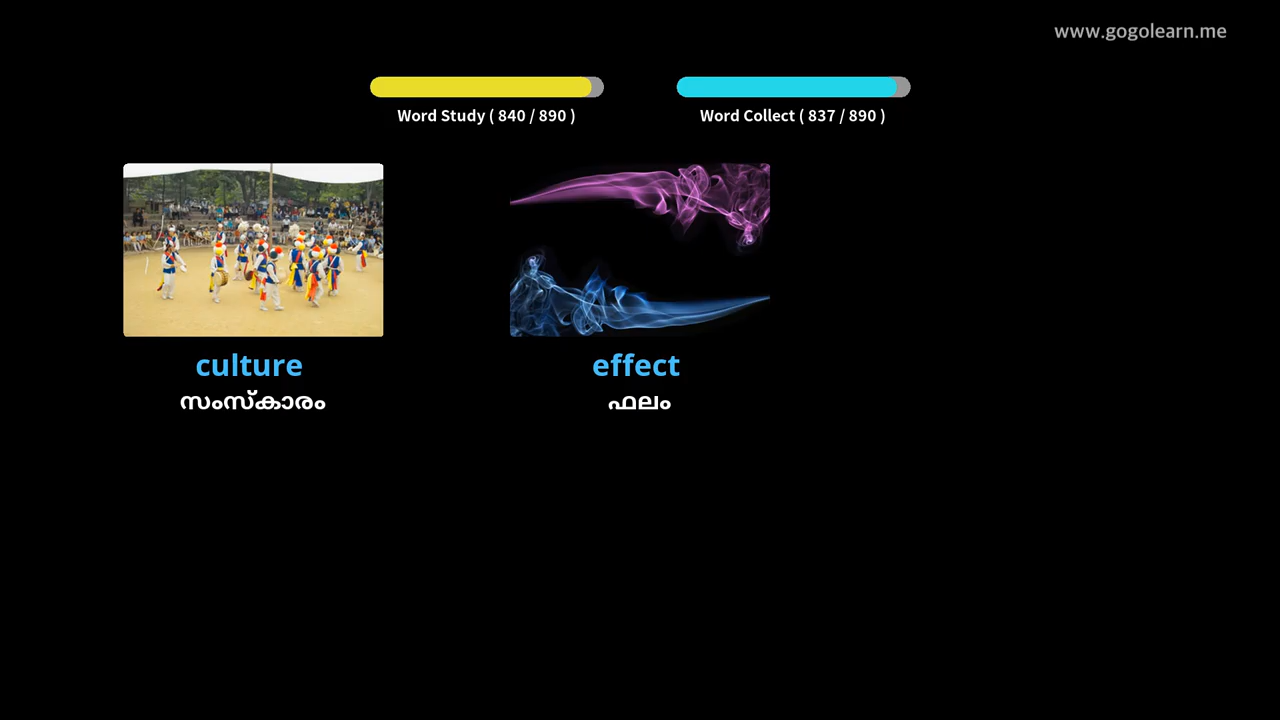 www.gogolearn.me
Word Study ( 840 / 890 )
Word Collect ( 837 / 890 )
culture
സംസ്കാരം
effect
ഫലം